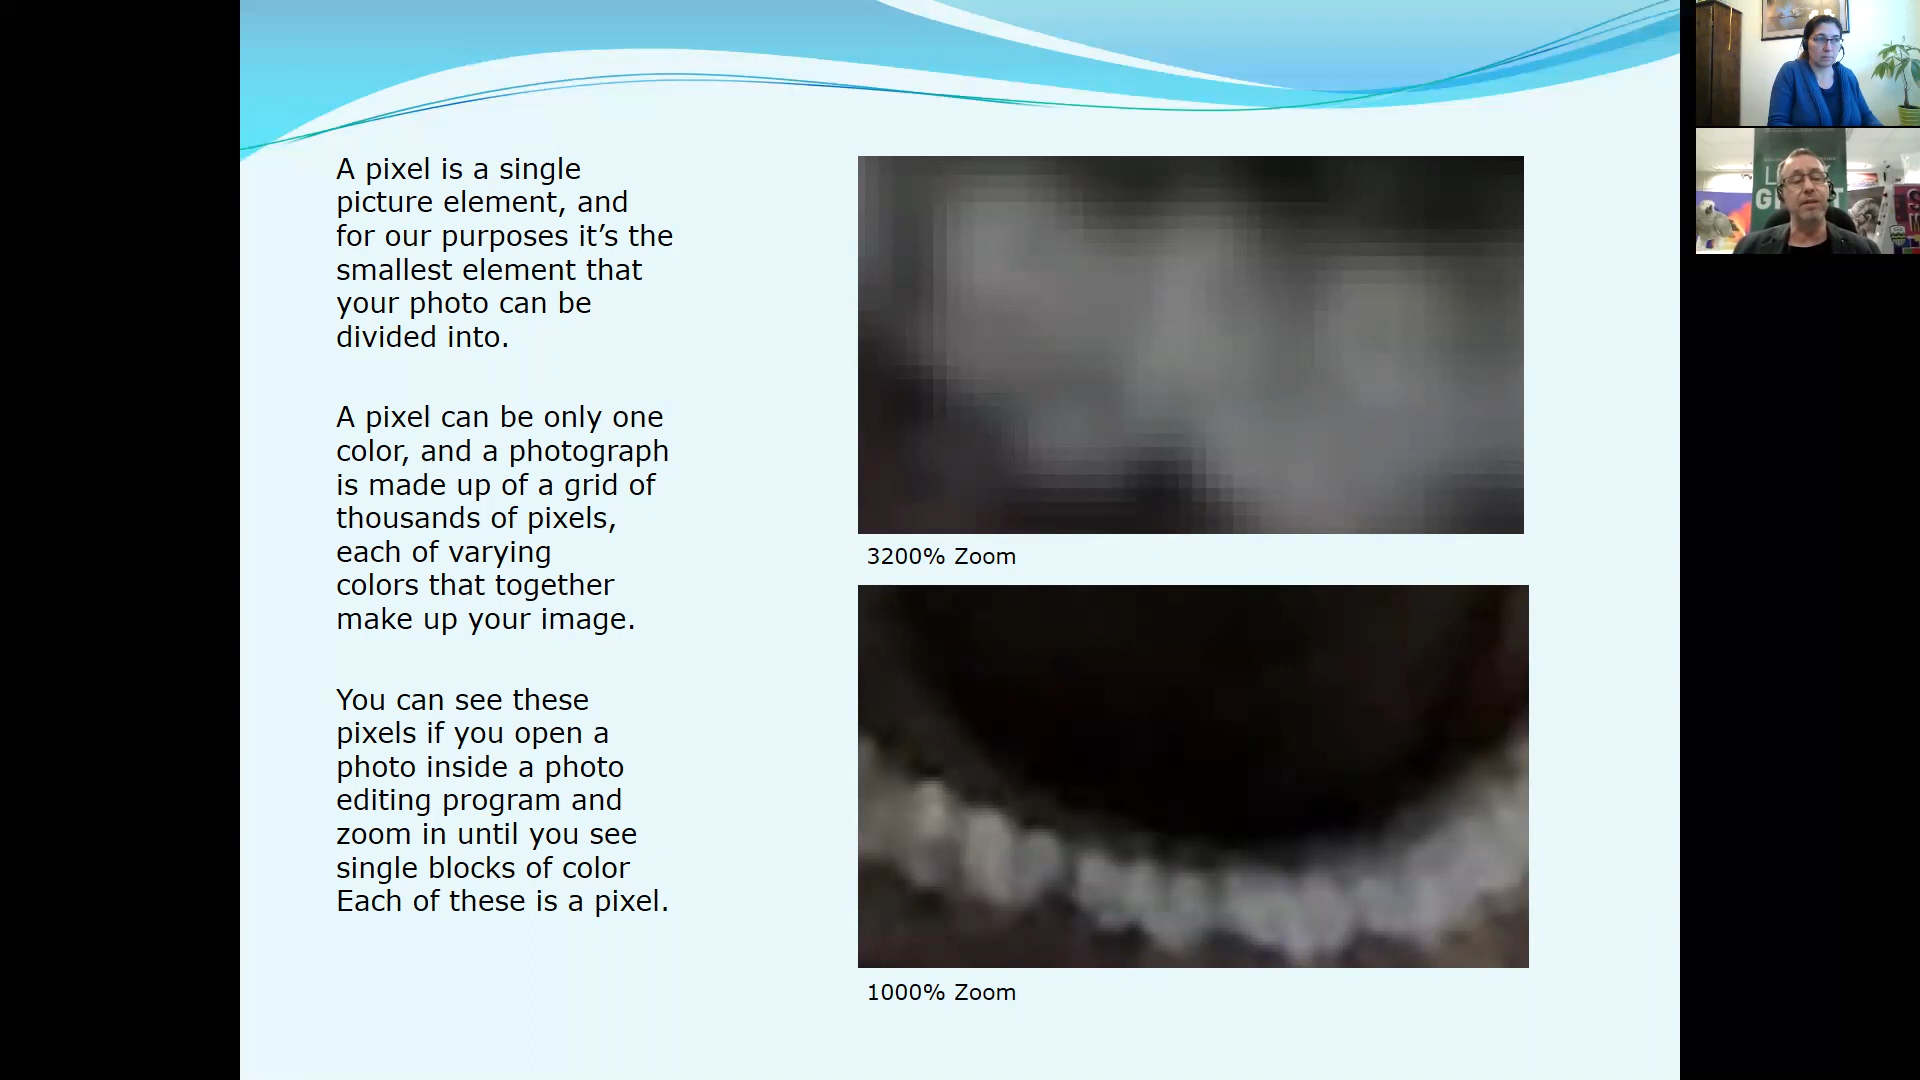 A pixel is a single
picture element, and
for our purposes it’s the
smallest element that
your photo can be
divided into.
A pixel can be only one
color, and a photograph
is made up of a grid of
thousands of pixels,
each of varying
colors that together
make up your image.
You can see these
pixels if you open a
photo inside a photo
editing program and
zoom in until you see
single blocks of color
Each of these is a pixel.
3200% Zoom
1000% Zoom